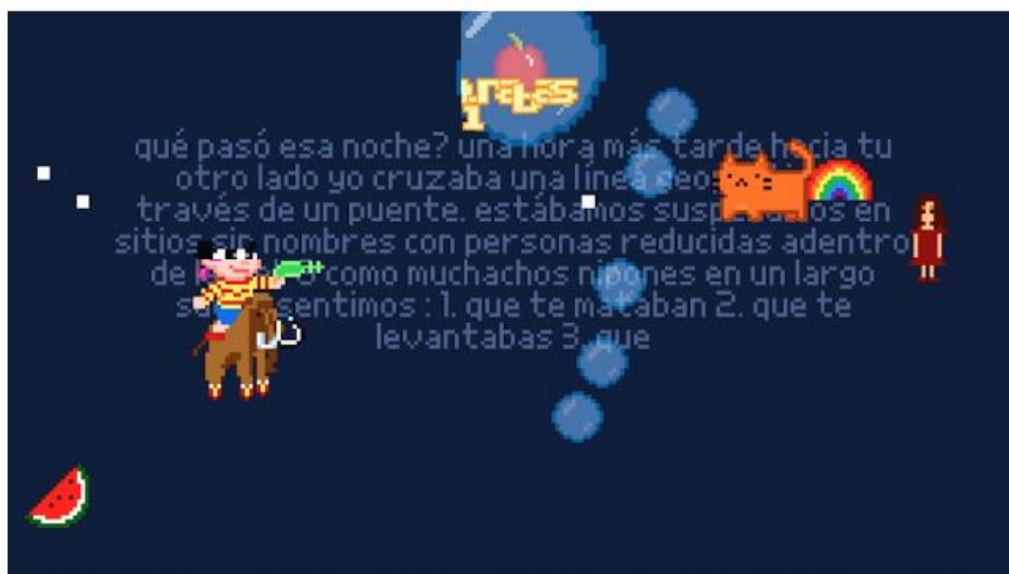 qué pasó esa noche? una hora más tarde hacia tu
otro lado yo cruzaba una línea
través de un puente. estábamos en
sitios sin nombres con personas reducidas adentro
de como muchachos nipones en un largo
sentimos : 1. que te mataban 2. que te
levantabas 3. que